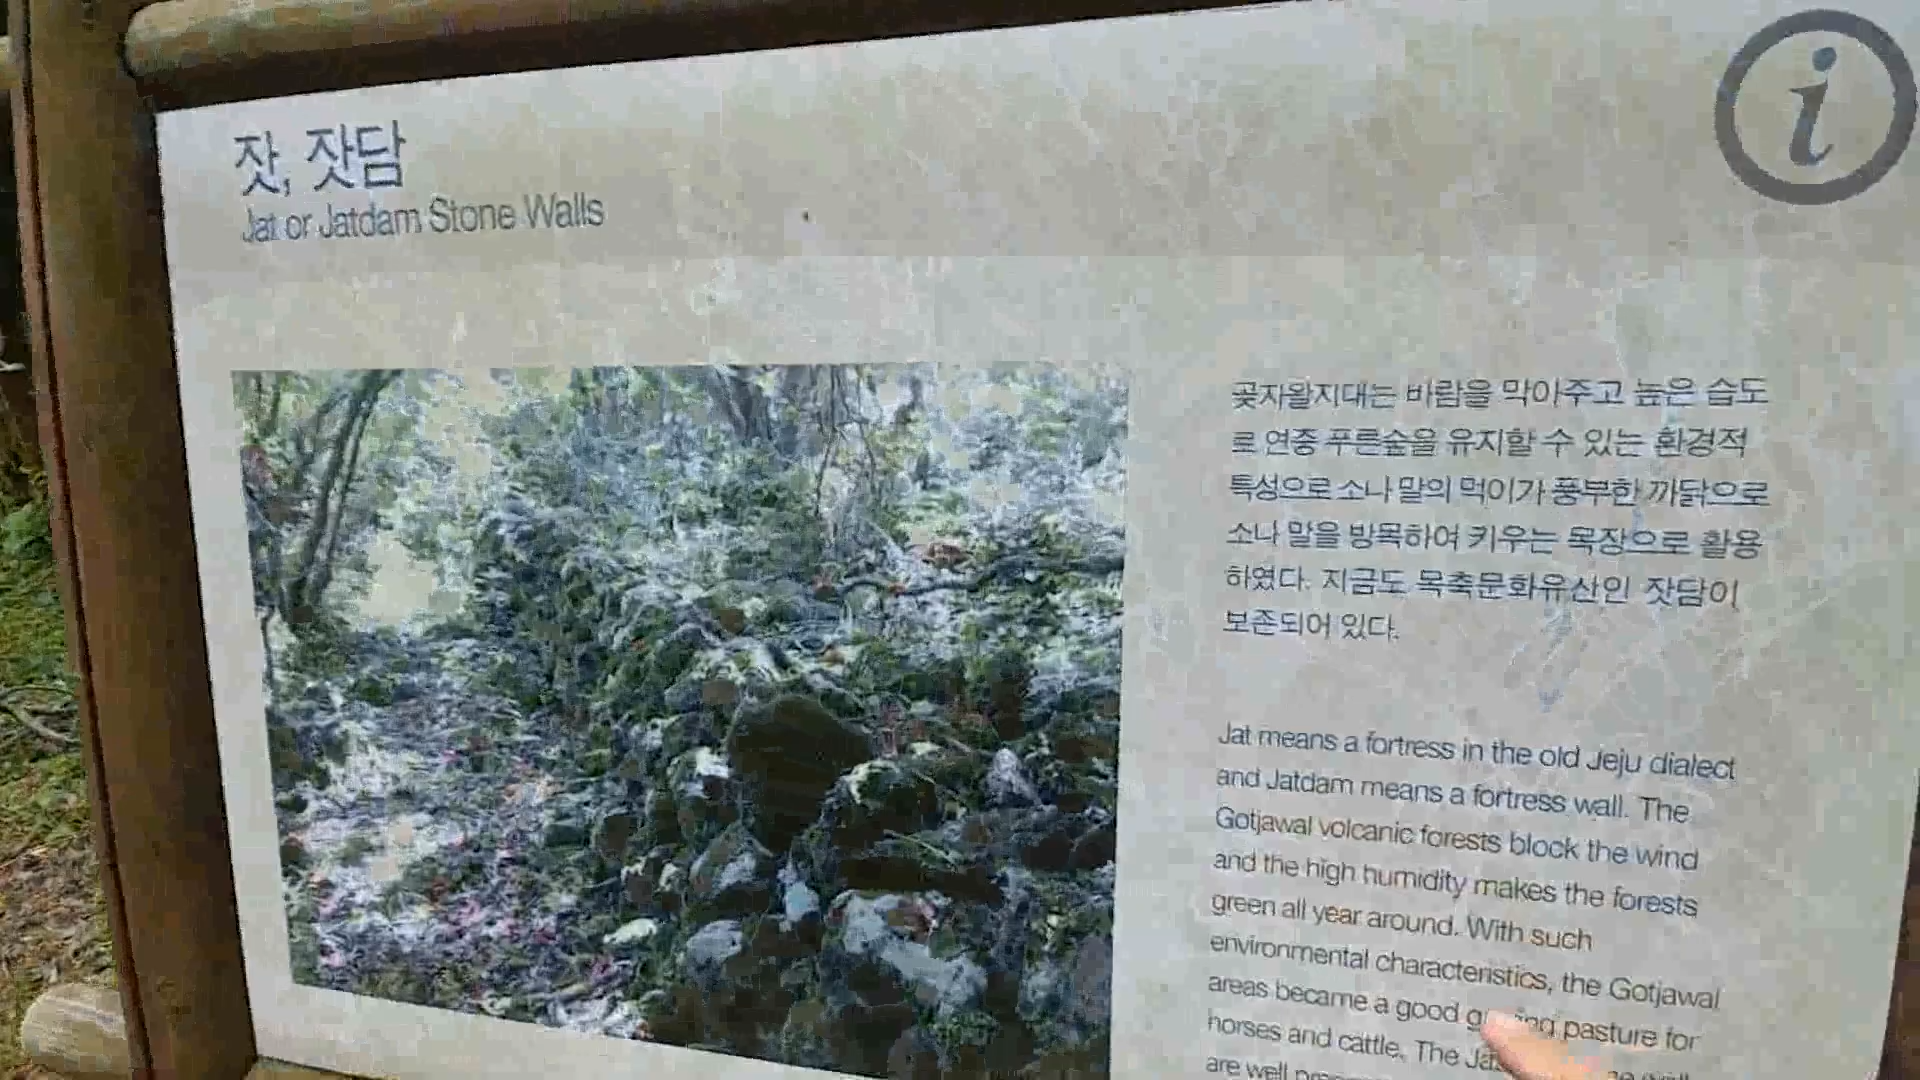 i
잣, 잣담
Jat or Jatdam Stone Walls
곶자왈지대는 바람을 막아주고 높은 습도
로 연중 푸른숲을 유지할 수 있는 환경적
특성으로 소나 말의 먹이가 풍부한 까닭으로
소나 말을 방목하여 키우는 목장으로 활용
하였다. 지금도 목축문화유산인 잣담이
보존되어 있다.
Jat means a fortress in the old Jeju dialect
and Jatdam means a fortress wall. The
Gotjawal volcanic forests block the wind
and the high humidity makes the forests
green all year around. With such
environmental characteristics, the Gotjawal
areas became a good pasture for
horses and cattle. The
are well